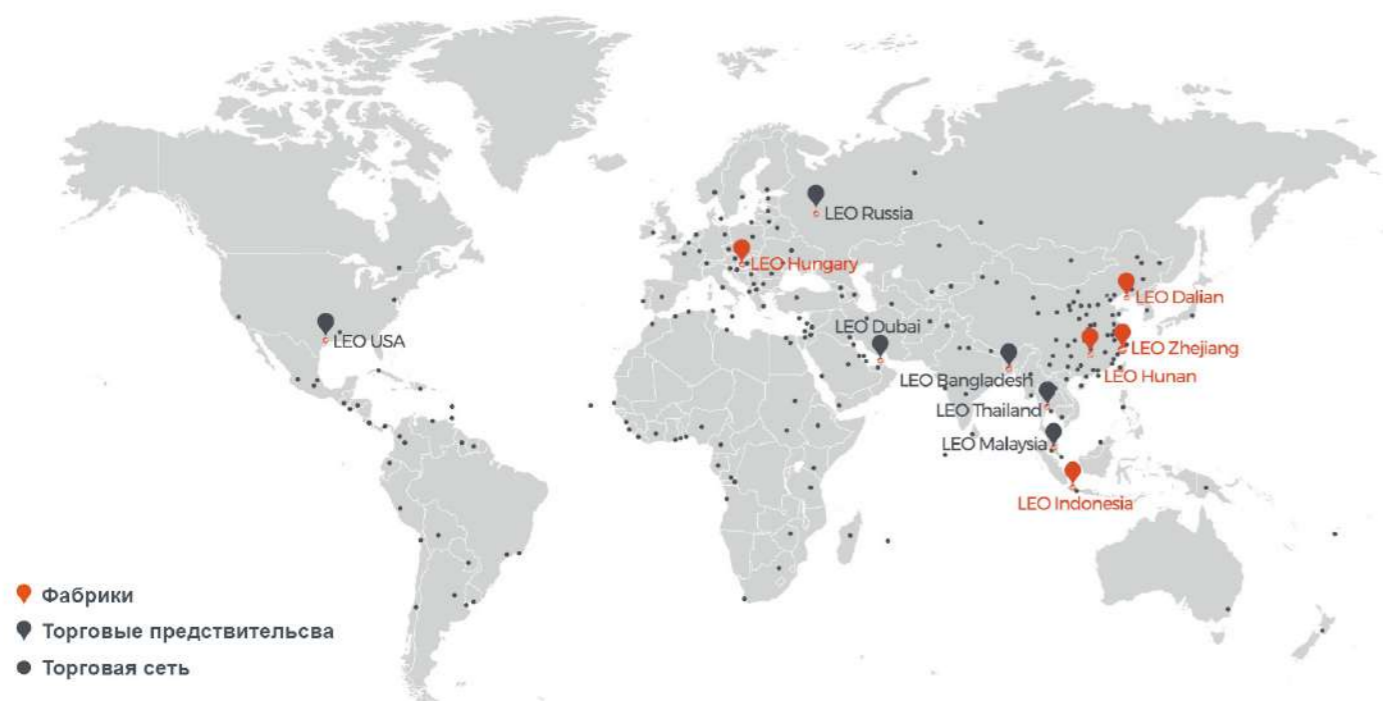 LEO Russia
LEO Hungary
LEO Dalian
LEO Dubai
LEO USA
LEO Zhejiang
LEO Hunan
LEO Bangladesh
LEO Thailand
LEO Malaysia
LEO Indonesia
Фабрики
Торговые предствительсва
Торговая сеть